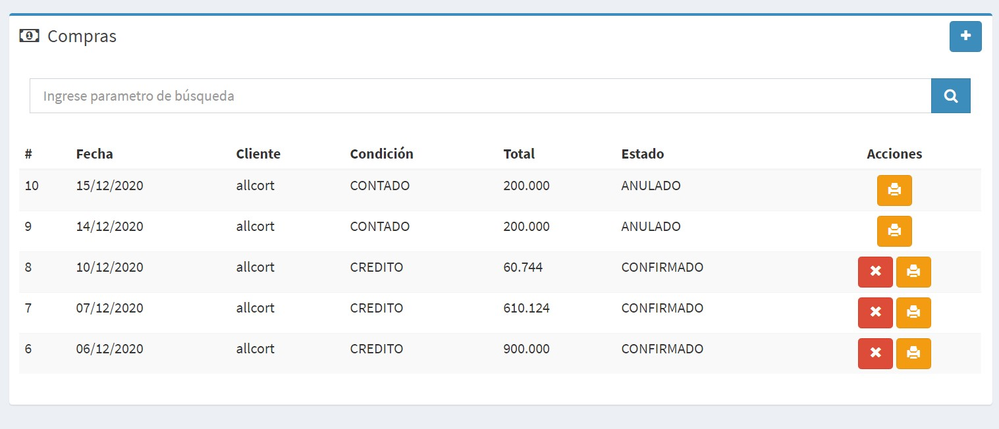 Compras
Ingrese parametro de búsqueda
# Fecha Cliente Condición Total Estado Acciones
10 15/12/2020 allcort CONTADO 200.000 ANULADO
9 14/12/2020 allcort CONTADO 200.000 ANULADO
8 10/12/2020 allcort CREDITO 60.744 CONFIRMADO
7 07/12/2020 allcort CREDITO 610.124 CONFIRMADO
6 06/12/2020 allcort CREDITO 900.000 CONFIRMADO